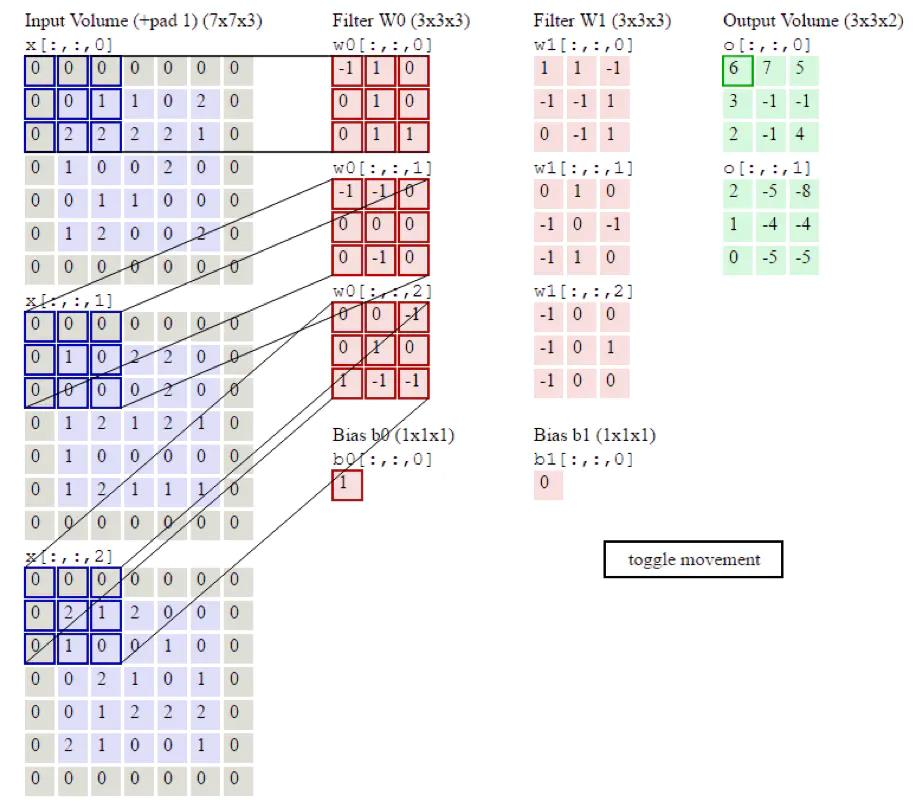 Input Volume (+pad 1) (7x7x3)
x[:,:,0]
0 0 0 0 0 0 0
0 0 1 1 0 2 0
0 2 2 2 2 1 0
0 1 0 0 2 0 0
0 0 1 1 0 0 0
0 1 2 0 0 2 0
0 0 0 0 0 0 0
x[:,:,1]
0 0 0 0 0 0 0
0 1 0 2 2 0 0
0 0 0 0 2 0 0
0 1 2 1 2 1 0
0 1 0 0 0 0 0
0 1 2 1 1 1 0
0 0 0 0 0 0 0
x[:,:,2]
0 0 0 0 0 0 0
0 2 1 2 0 0 0
0 1 0 0 1 0 0
0 0 2 1 0 1 0
0 0 1 2 2 2 0
0 2 1 0 0 1 0
0 0 0 0 0 0 0
Filter W0 (3x3x3)
w0[:,:,0]
-1 1 0
0 1 0
0 1 1
w0[:,:,1]
-1 -1 0
0 0 0
0 -1 0
w0[:,:,2]
0 0 -1
0 1 0
1 -1 -1
Bias b0 (1x1x1)
b0[:,:,0]
1
Filter W1 (3x3x3)
w1[:,:,0]
1 1 -1
-1 -1 1
0 -1 1
w1[:,:,1]
0 1 0
-1 0 -1
-1 1 0
w1[:,:,2]
-1 0 0
-1 0 1
-1 0 0
Bias b1 (1x1x1)
b1[:,:,0]
0
Output Volume (3x3x2)
o[:,:,0]
6 7 5
3 -1 -1
2 -1 4
o[:,:,1]
2 -5 -8
1 -4 -4
0 -5 -5
toggle movement